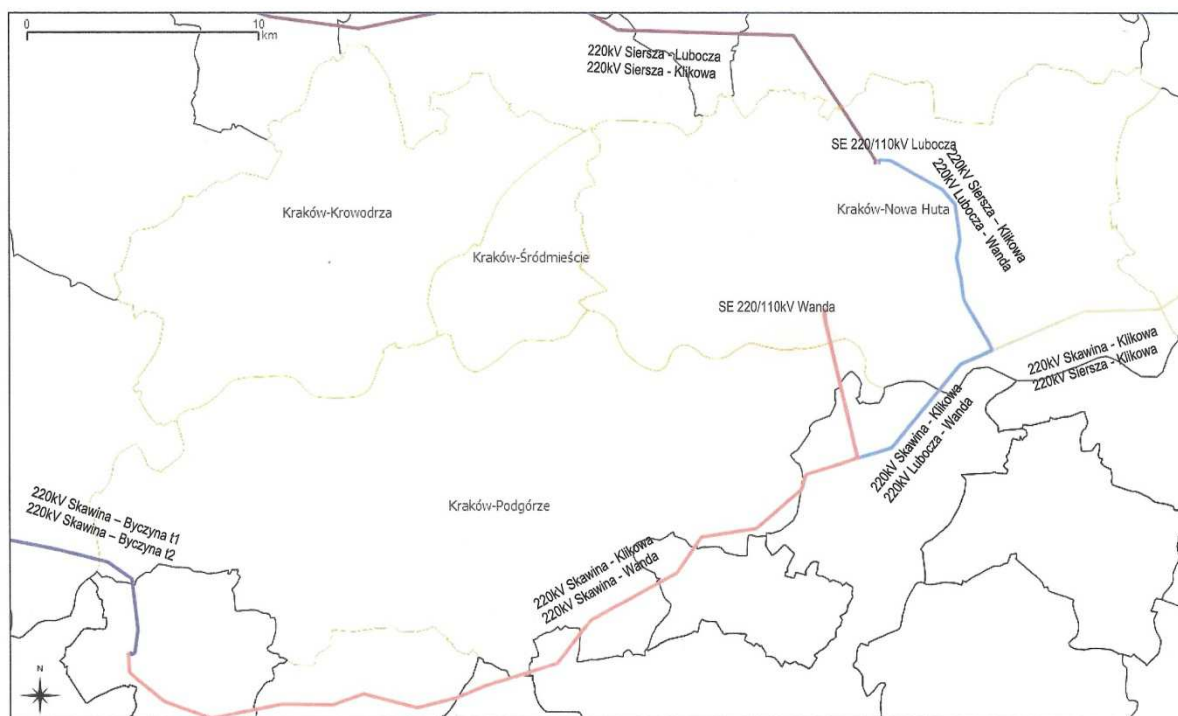 0
10
km
220kV Siersza - Lubocza
220kV Siersza - Klikowa
SE 220/110kV Lubocza
220kV Siersza – Klikowa
220kV Lubocza - Wanda
Kraków-Krowodrza
Kraków-Nowa Huta
Kraków-Śródmieście
SE 220/110kV Wanda
220kV Skawina - Klikowa
220kV Siersza - Klikowa
220kV Skawina - Klikowa
220kV Lubocza - Wanda
Kraków-Podgórze
220kV Skawina – Byczyna t1
220kV Skawina – Byczyna t2
220kV Skawina - Klikowa
220kV Skawina - Wanda
N